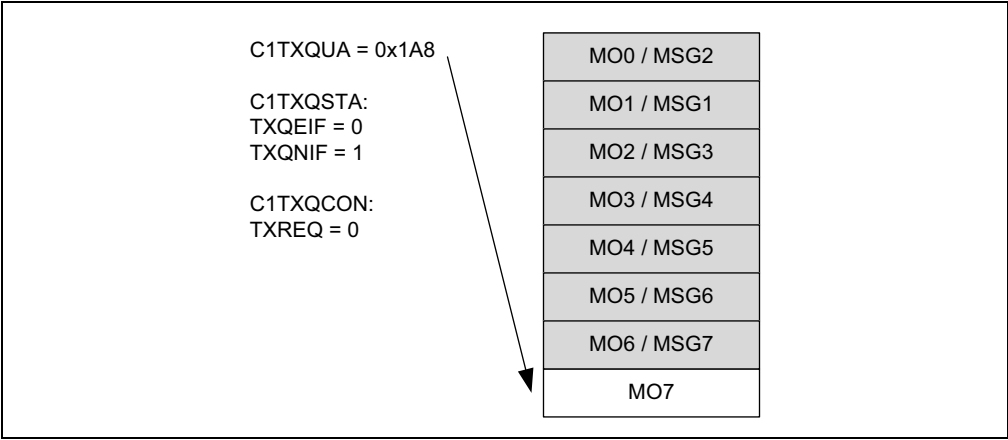 C1TXQUA = 0x1A8
C1TXQSTA:
TXQEIF = 0
TXQNIF = 1
C1TXQCON:
TXREQ = 0
MO0 / MSG2
MO1 / MSG1
MO2 / MSG3
MO3 / MSG4
MO4 / MSG5
MO5 / MSG6
MO6 / MSG7
MO7